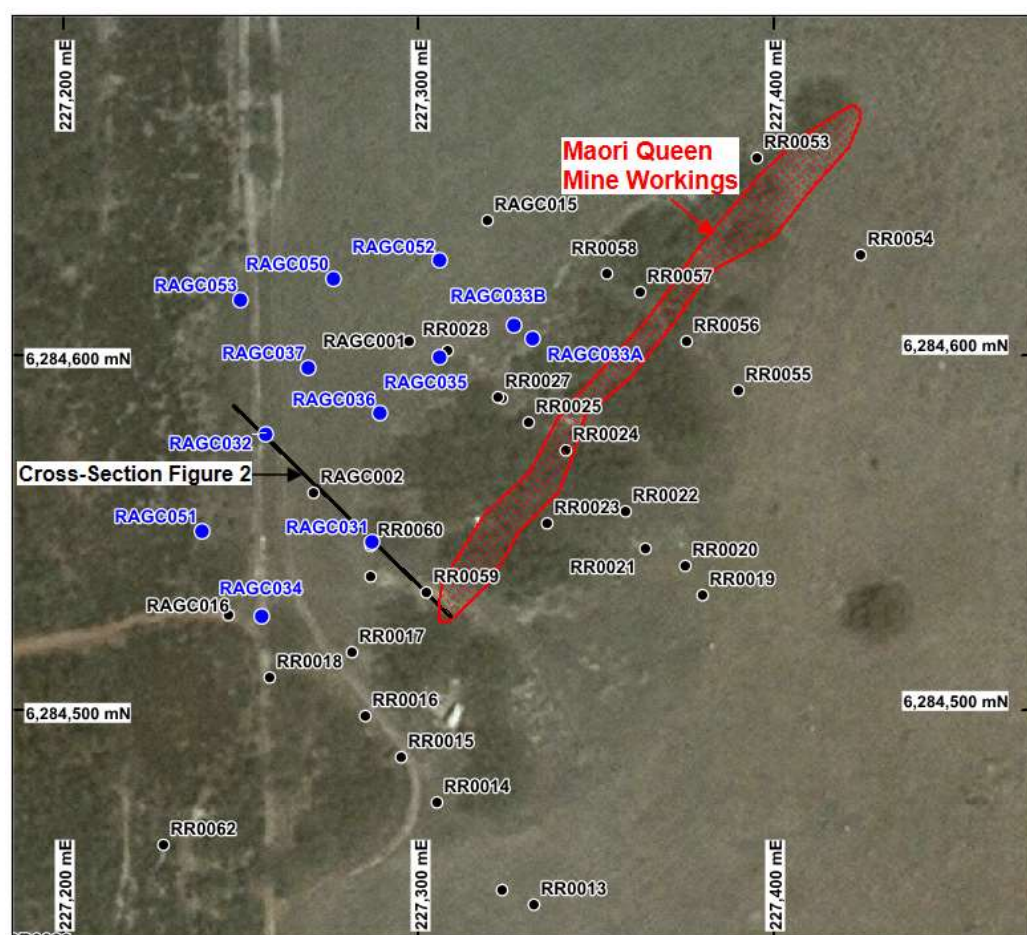 227,200 mE
227,300 mE
227,400 mE
Maori Queen
Mine Workings
RR0053
RAGC015
RR0054
RAGC052
RR0058
RAGC050
RR0057
RAGC053
RAGC033B
RR0056
RAGC001
RR0028
RAGC033A
6,284,600 mN
6,284,600 mN
RAGC037
RAGC035
RR0055
RR0027
RAGC036
RR0025
RR0024
RAGC032
Cross-Section Figure 2
RAGC002
RR0022
RR0023
RAGC051
RAGC031
RR0060
RR0021
RR0020
RR0059
RR0019
RAGC034
RAGC016
RR0017
RR0018
RR0016
6,284,500 mN
6,284,500 mN
RR0015
RR0014
RR0062
RR0013
227,200 mE
227,300 mE
227,400 mE